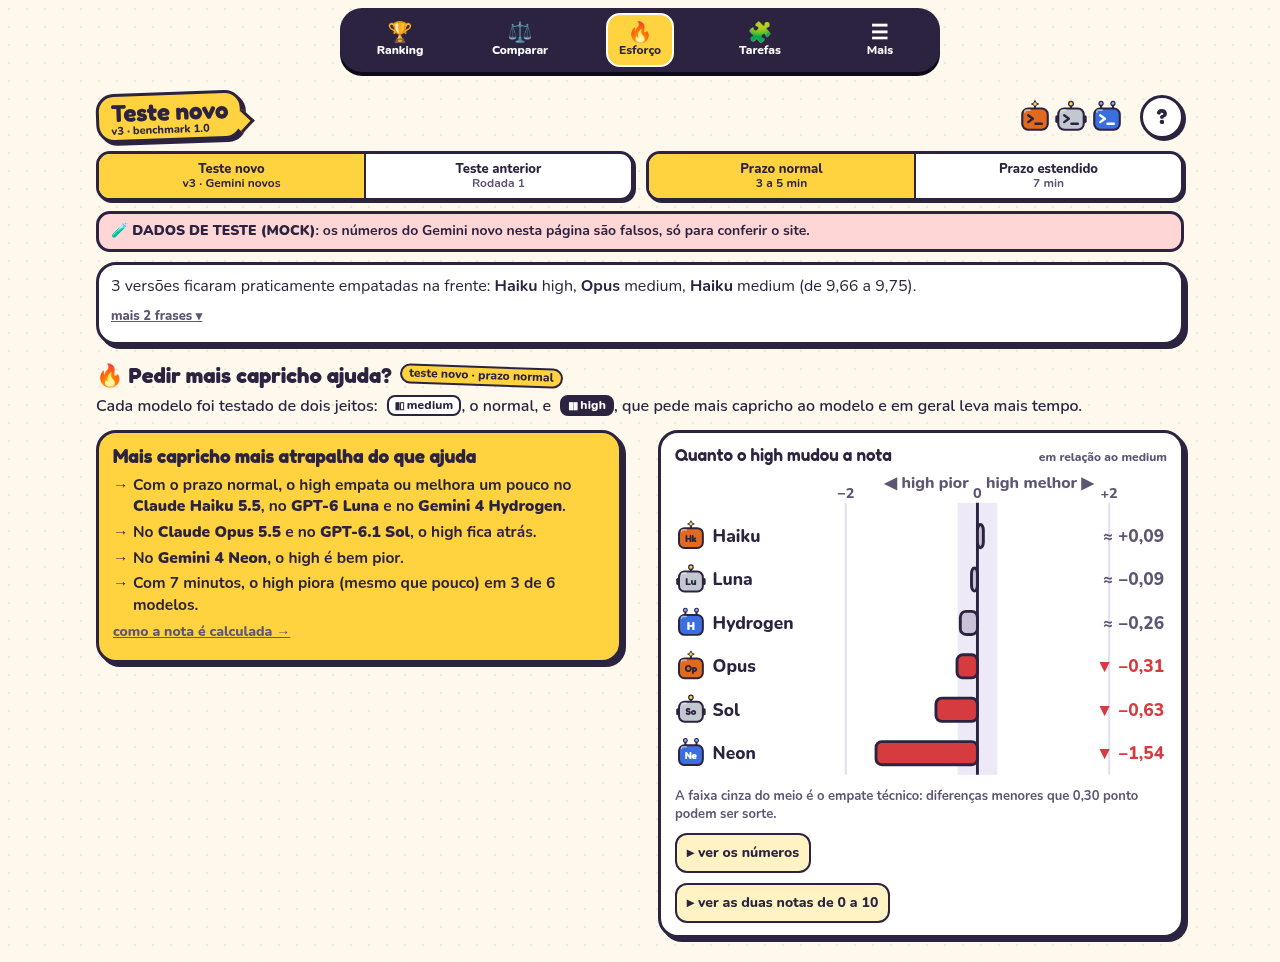 Ranking
Comparar
Esforço
Tarefas
Mais
Teste novo
v3 · benchmark 1.0
?
Teste novo
v3 · Gemini novos
Teste anterior
Rodada 1
Prazo normal
3 a 5 min
Prazo estendido
7 min
DADOS DE TESTE (MOCK): os números do Gemini novo nesta página são falsos, só para conferir o site.
3 versões ficaram praticamente empatadas na frente: Haiku high, Opus medium, Haiku medium (de 9,66 a 9,75).
mais 2 frases ▾
Pedir mais capricho ajuda?
teste novo · prazo normal
Cada modelo foi testado de dois jeitos: medium, o normal, e high, que pede mais capricho ao modelo e em geral leva mais tempo.
Mais capricho mais atrapalha do que ajuda
→ Com o prazo normal, o high empata ou melhora um pouco no
Claude Haiku 5.5, no GPT-6 Luna e no Gemini 4 Hydrogen.
→ No Claude Opus 5.5 e no GPT-6.1 Sol, o high fica atrás.
→ No Gemini 4 Neon, o high é bem pior.
→ Com 7 minutos, o high piora (mesmo que pouco) em 3 de 6
modelos.
como a nota é calculada →
Quanto o high mudou a nota
em relação ao medium
◀ high pior high melhor ▶
−2 0 +2
Hk Haiku ≈ +0,09
Lu Luna ≈ −0,09
H Hydrogen ≈ −0,26
Op Opus ▼ −0,31
So Sol ▼ −0,63
Ne Neon ▼ −1,54
A faixa cinza do meio é o empate técnico: diferenças menores que 0,30 ponto
podem ser sorte.
▸ ver os números
▸ ver as duas notas de 0 a 10